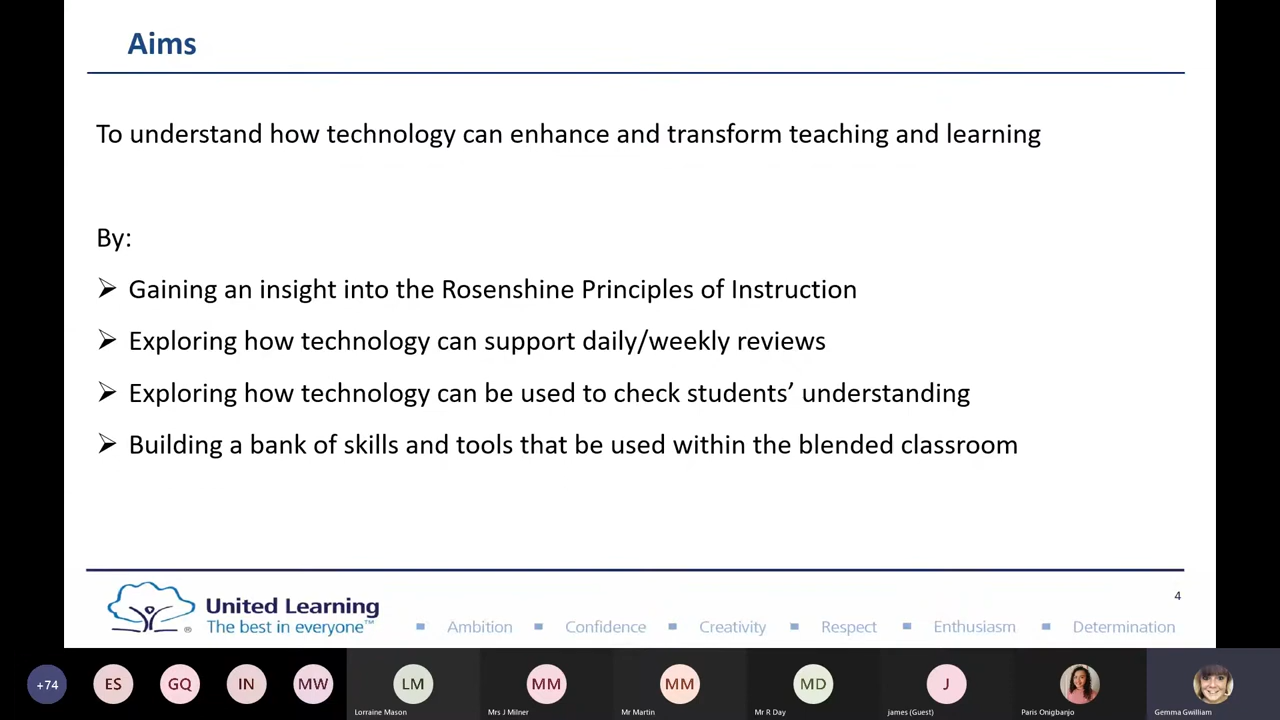 Aims
To understand how technology can enhance and transform teaching and learning
By:
➢ Gaining an insight into the Rosenshine Principles of Instruction
➢ Exploring how technology can support daily/weekly reviews
➢ Exploring how technology can be used to check students’ understanding
➢ Building a bank of skills and tools that be used within the blended classroom
4
United Learning
The best in everyone™
▪ Ambition ▪ Confidence ▪ Creativity ▪ Respect ▪ Enthusiasm ▪ Determination
®
+74 ES GQ IN MW LM MM MM MD J
Lorraine Mason Mrs J Milner Mr Martin Mr R Day james (Guest) Paris Onigbanjo Gemma Gwilliam